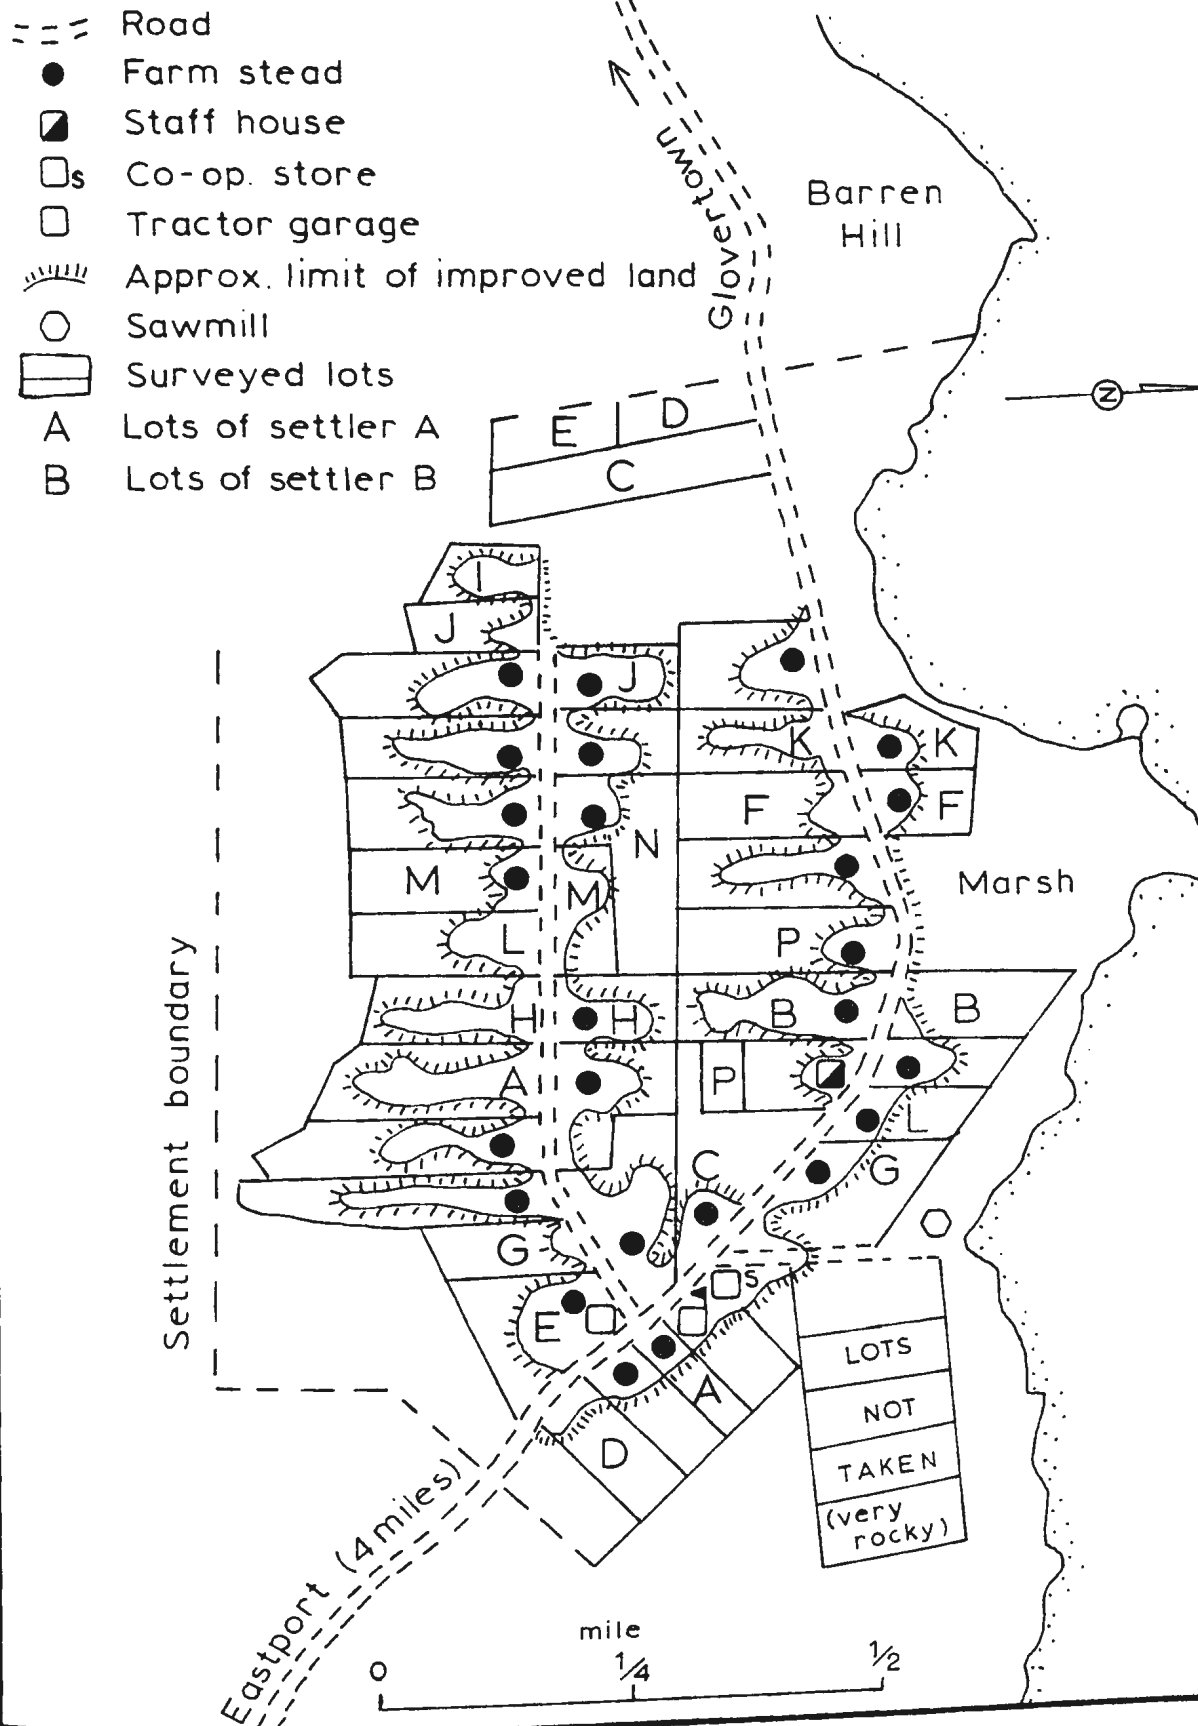 Road
Farm stead
Staff house
s Co-op. store
Tractor garage
Approx. limit of improved land
Sawmill
Surveyed lots
A Lots of settler A
B Lots of settler B
Glovertown
Barren
Hill
N
E D
C
I
J
J
K K
F F
N
M M
Marsh
L
P
H H
B B
A
P
L
C
G
G
S
E
A
D
LOTS
NOT
TAKEN
(very
rocky)
Settlement boundary
Eastport (4 miles)
mile
0 1/4 1/2